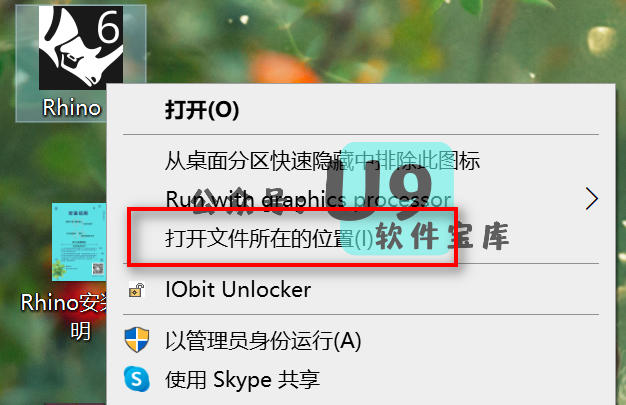 6
Rhino
打开(O)
从桌面分区快速隐藏中排除此图标
Run with graphics processor
公众号:U9
软件宝库
打开文件所在的位置(I)
Rhino安装
明
IObit Unlocker
以管理员身份运行(A)
使用 Skype 共享